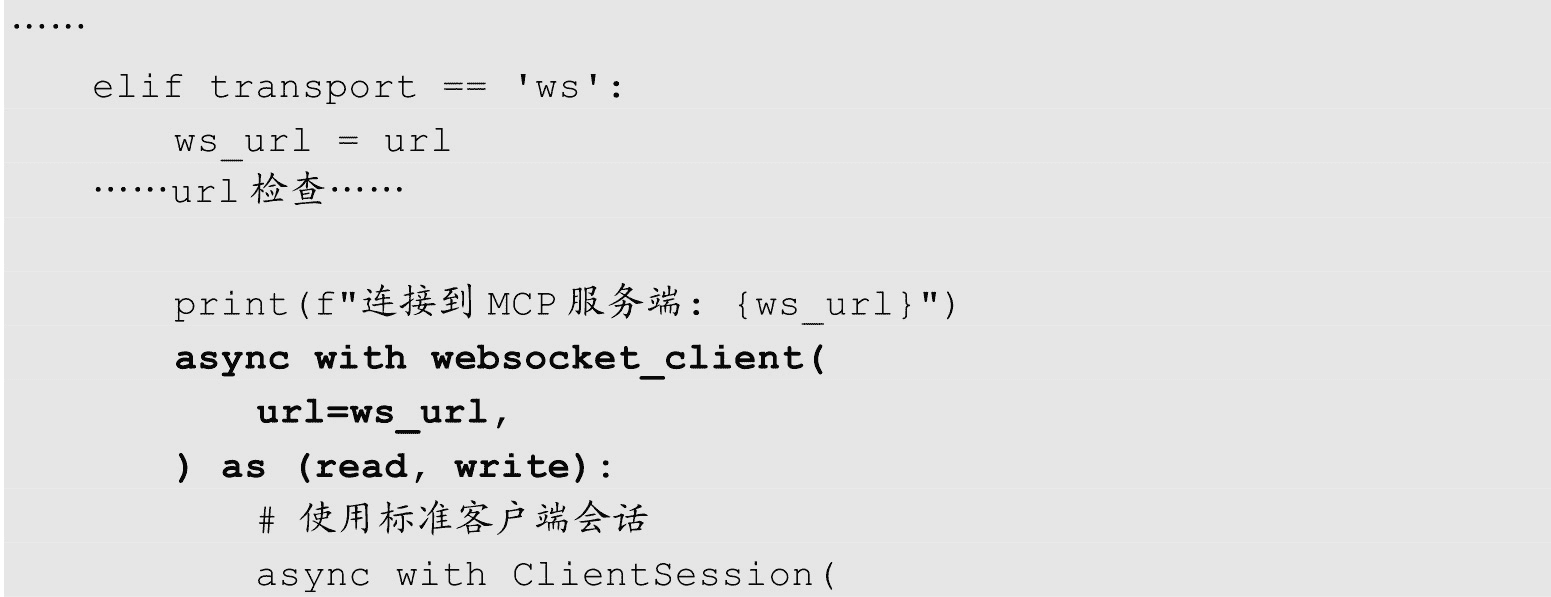 ……
    elif transport == 'ws':
        ws_url = url
    ……url 检查……
        print(f"连接到 MCP 服务端: {ws_url}")
        async with websocket_client(
            url=ws_url,
        ) as (read, write):
            # 使用标准客户端会话
            async with ClientSession(